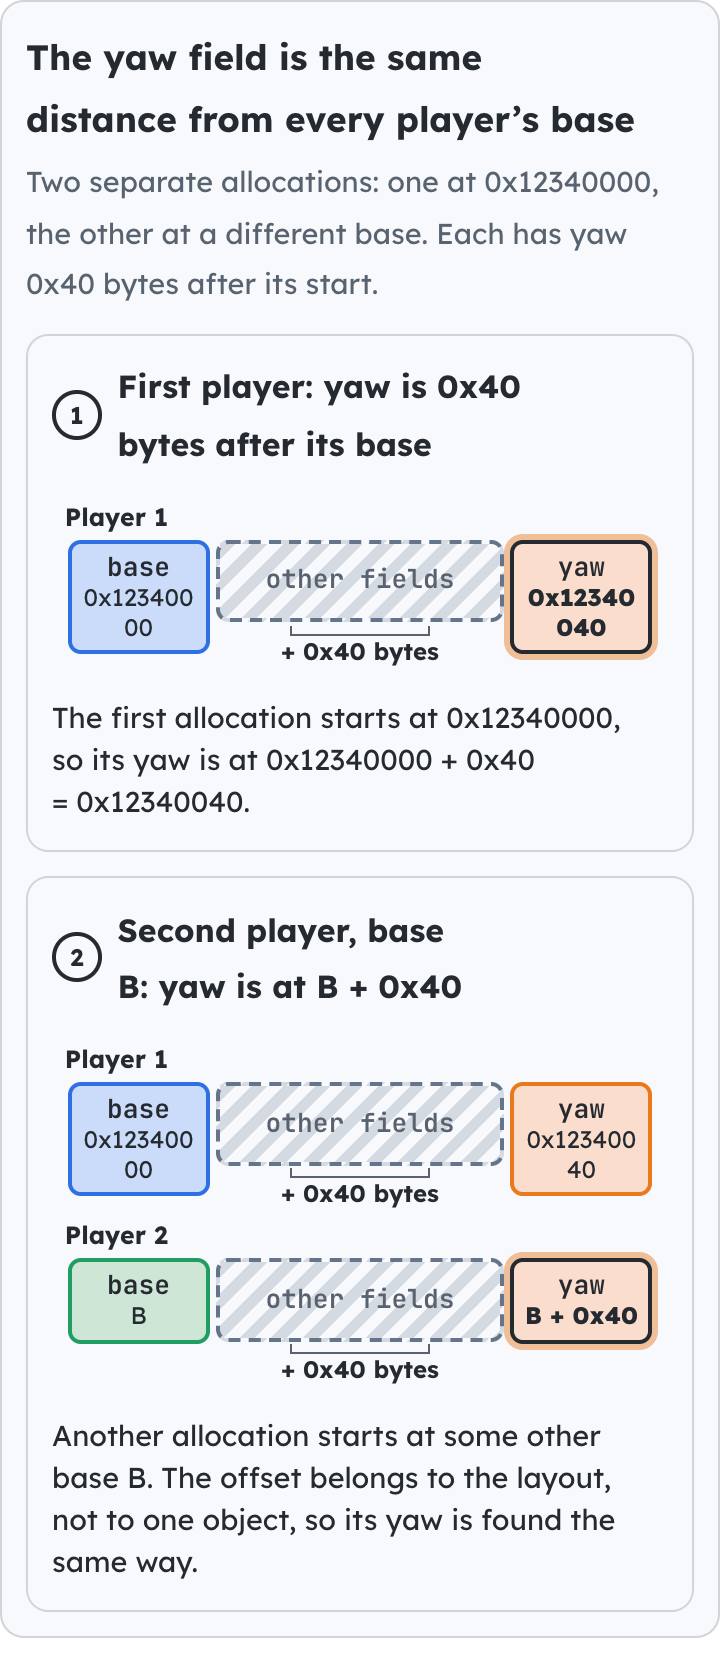 The yaw field is the same
distance from every player’s base
Two separate allocations: one at 0x12340000,
the other at a different base. Each has yaw
0x40 bytes after its start.
1
First player: yaw is 0x40
bytes after its base
Player 1
base
0x123400
00
other fields
+ 0x40 bytes
yaw
0x12340
040
The first allocation starts at 0x12340000,
so its yaw is at 0x12340000 + 0x40
= 0x12340040.
2
Second player, base
B: yaw is at B + 0x40
Player 1
base
0x123400
00
other fields
+ 0x40 bytes
yaw
0x123400
40
Player 2
base
B
other fields
+ 0x40 bytes
yaw
B + 0x40
Another allocation starts at some other
base B. The offset belongs to the layout,
not to one object, so its yaw is found the
same way.